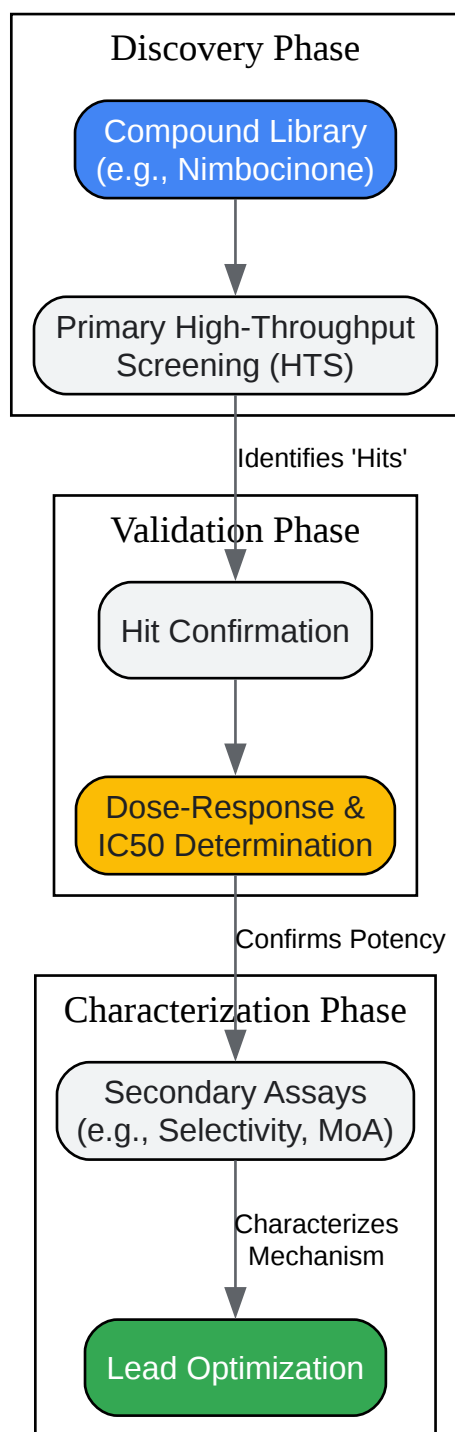 Discovery Phase
Compound Library
(e.g., Nimbocinone)
Primary High-Throughput
Screening (HTS)
Identifies 'Hits'
Validation Phase
Hit Confirmation
Dose-Response &
IC50 Determination
Confirms Potency
Characterization Phase
Secondary Assays
(e.g., Selectivity, MoA)
Characterizes
Mechanism
Lead Optimization